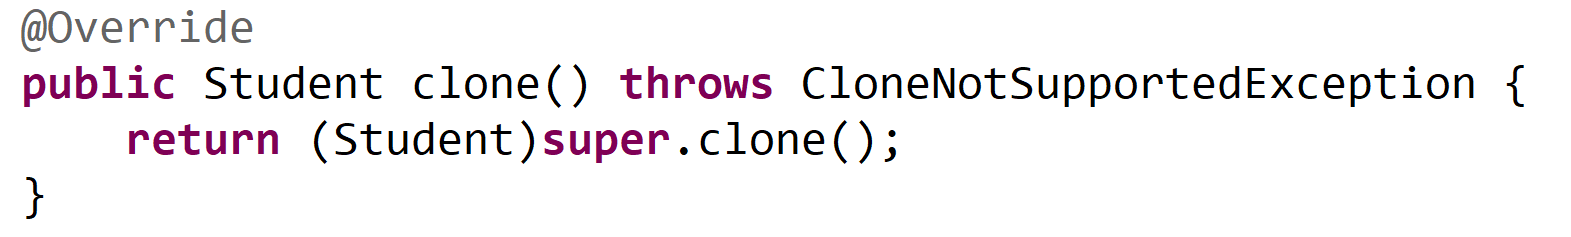 @Override
public Student clone() throws CloneNotSupportedException {
    return (Student)super.clone();
}